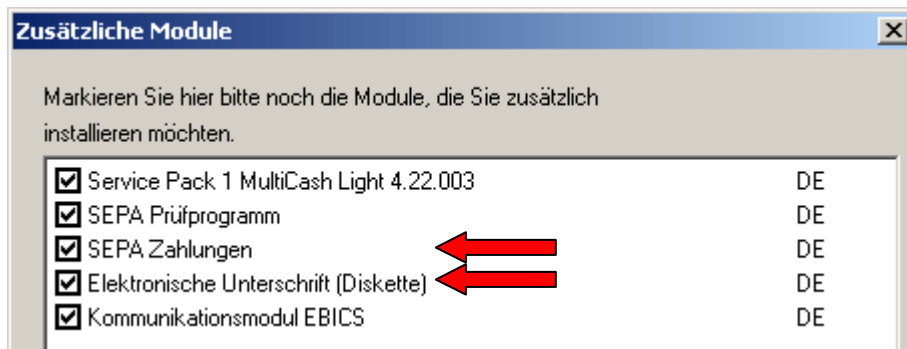 Zusätzliche Module
Markieren Sie hier bitte noch die Module, die Sie zusätzlich
installieren möchten.
Service Pack 1 MultiCash Light 4.22.003 DE
SEPA Prüfprogramm DE
SEPA Zahlungen DE
Elektronische Unterschrift (Diskette) DE
Kommunikationsmodul EBICS DE